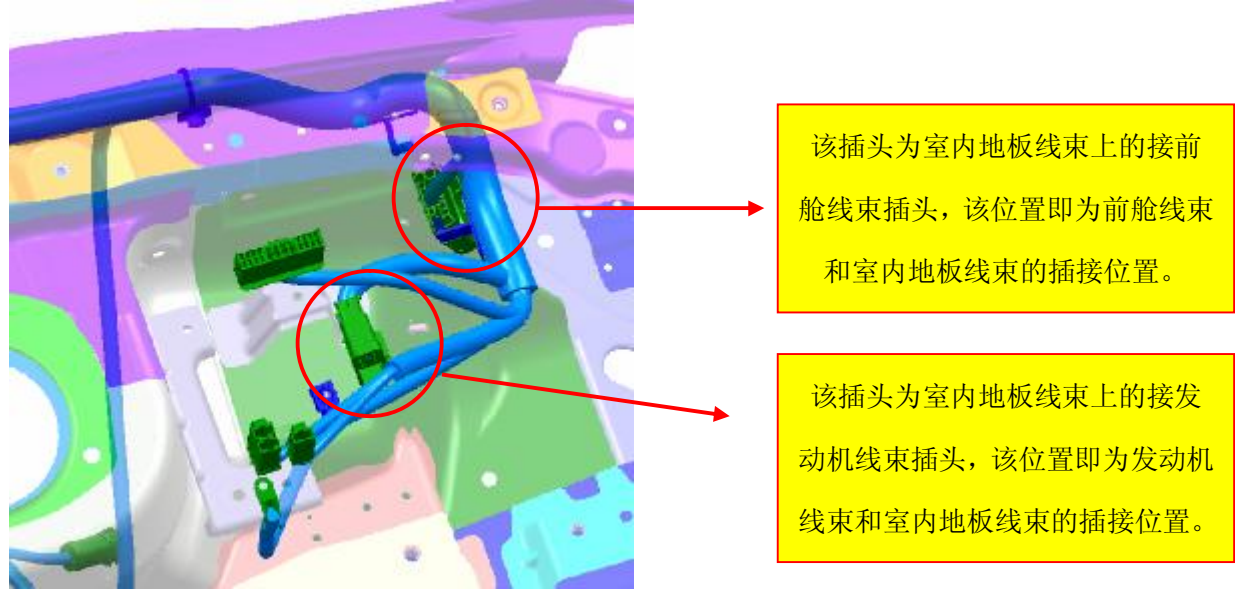 该插头为室内地板线束上的接前
舱线束插头，该位置即为前舱线束
和室内地板线束的插接位置。
该插头为室内地板线束上的接发
动机线束插头，该位置即为发动机
线束和室内地板线束的插接位置。